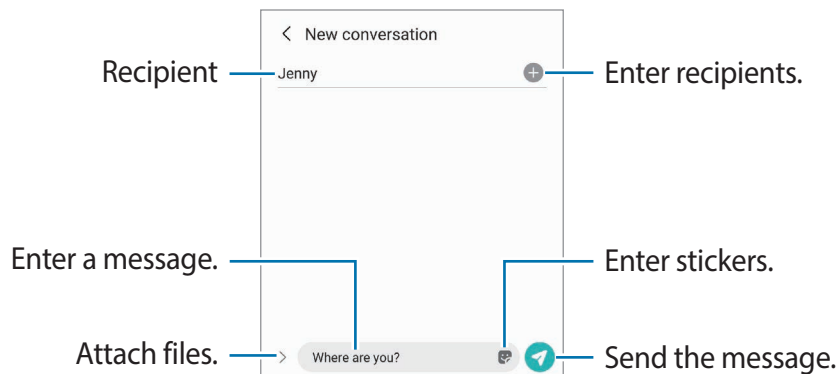 New conversation
Recipient
Jenny
Enter recipients.
Enter a message.
Enter stickers.
Attach files.
Where are you?
Send the message.